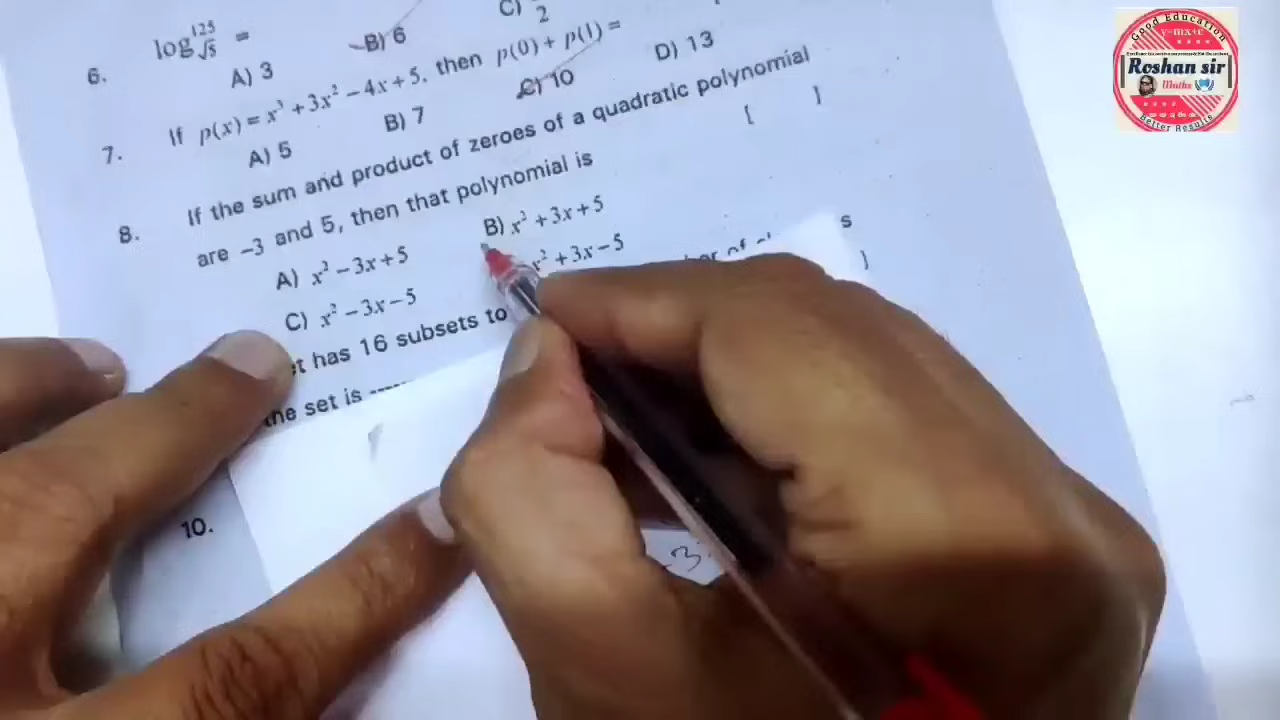 C) 2
6. log√5 125 =
A) 3 B) 6
7. If p(x) = x³ + 3x² − 4x + 5, then p(0) + p(1) =
A) 5 B) 7 C) 10 D) 13
8. If the sum and product of zeroes of a quadratic polynomial
are −3 and 5, then that polynomial is [ ]
A) x² − 3x + 5 B) x² + 3x + 5
C) x² − 3x − 5 x² + 3x − 5
has 16 subsets to
the set is ----
10.
-3
Good Education
y=mx+c
Roshan sir
Maths
Better Results